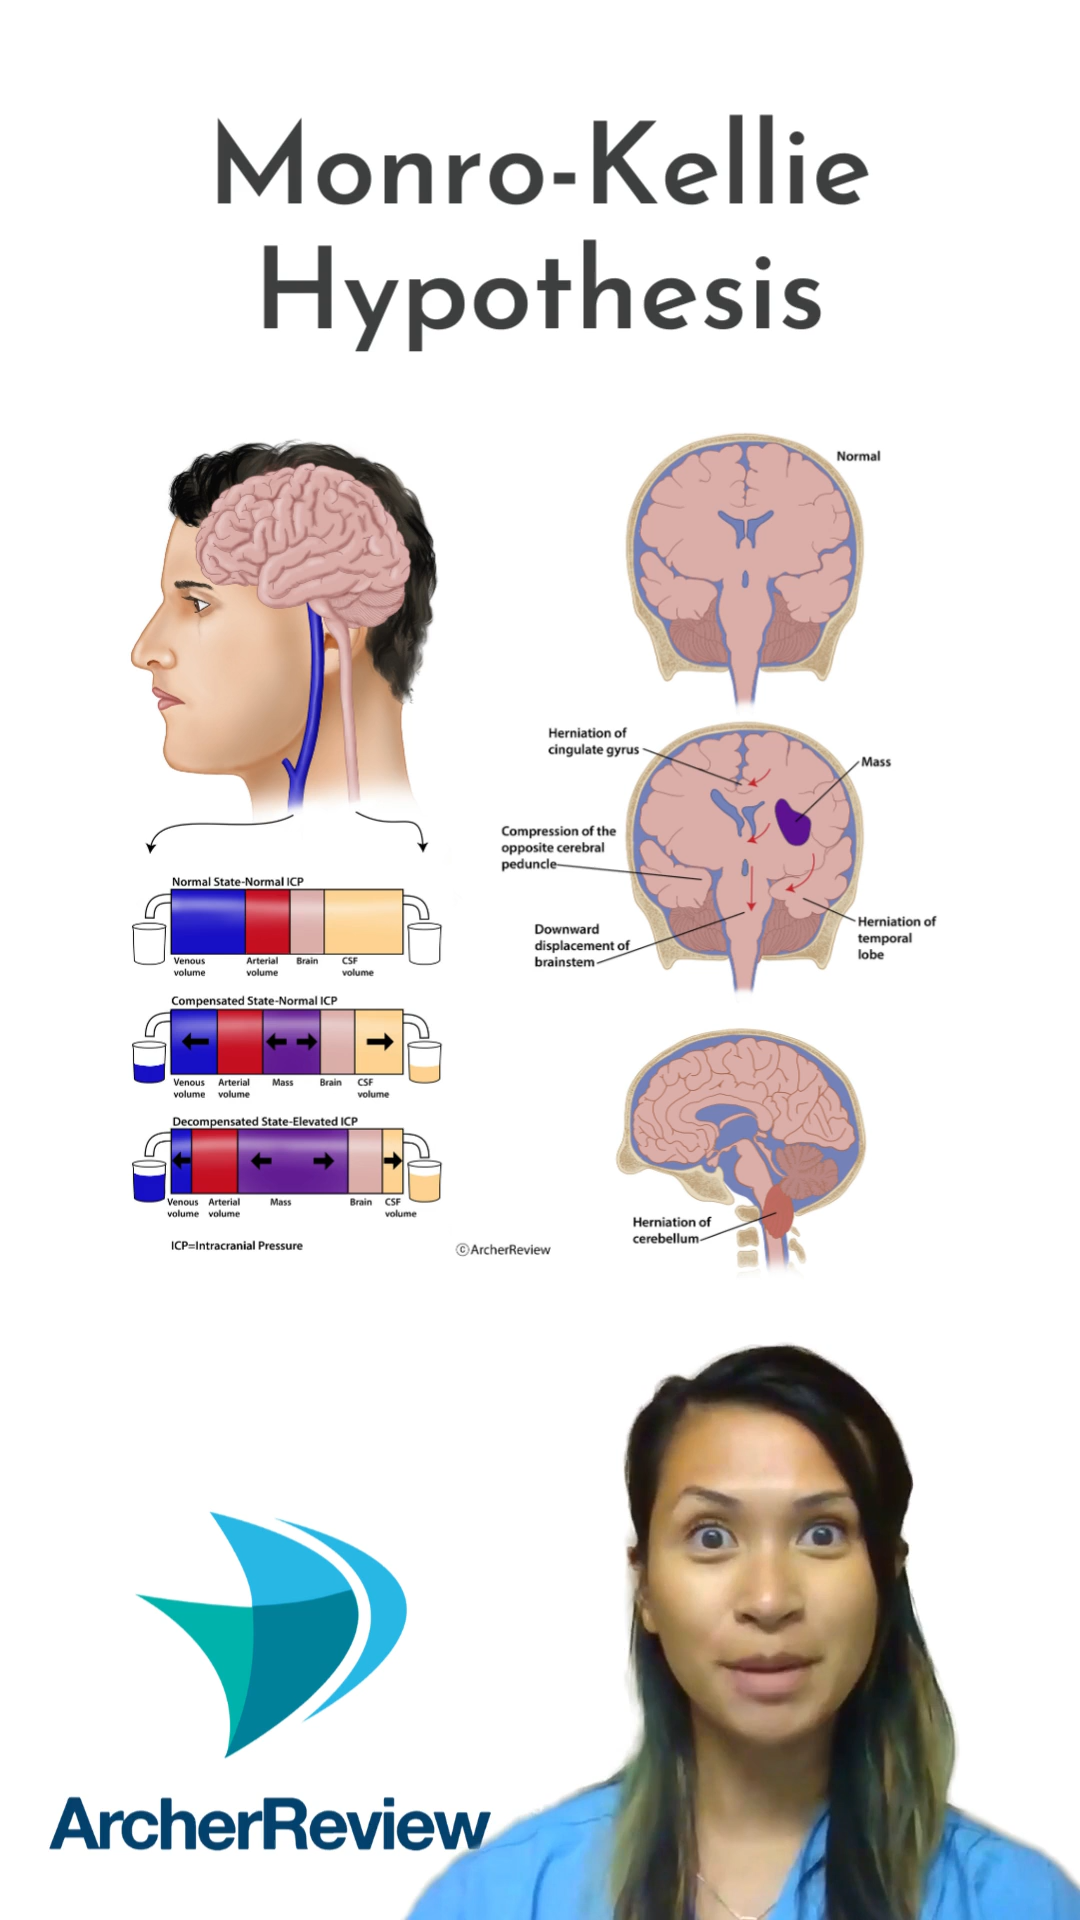 Monro-Kellie
Hypothesis
Normal
Herniation of
cingulate gyrus
Mass
Compression of the
opposite cerebral
peduncle
Downward
displacement of
brainstem
Herniation of
temporal
lobe
Normal State-Normal ICP
Venous
volume
Arterial
volume
Brain
CSF
volume
Compensated State-Normal ICP
Venous
volume
Arterial
volume
Mass
Brain
CSF
volume
Decompensated State-Elevated ICP
Venous
volume
Arterial
volume
Mass
Brain
CSF
volume
ICP=Intracranial Pressure
©ArcherReview
Herniation of
cerebellum
ArcherReview